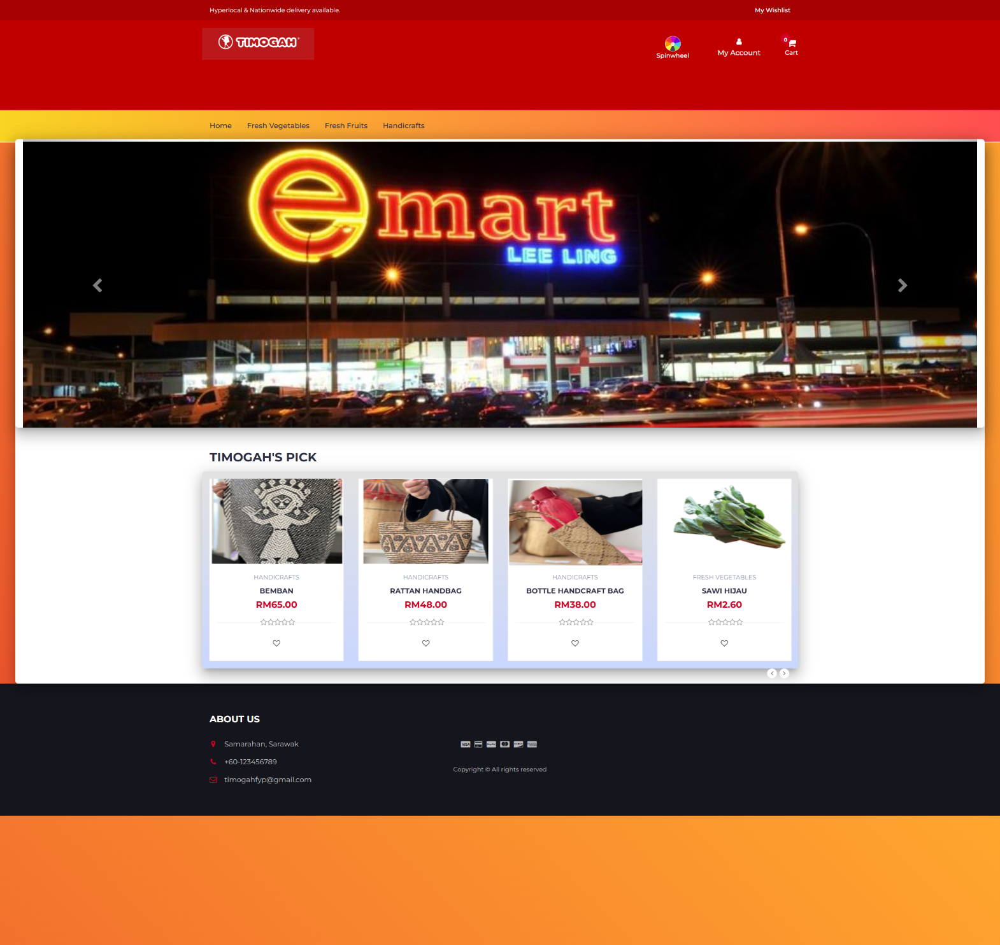 Hyperlocal & Nationwide delivery available.
My Wishlist
TIMOGAH
Spinwheel
My Account
0
Cart
Home
Fresh Vegetables
Fresh Fruits
Handicrafts
emart
LEE LING
TIMOGAH'S PICK
HANDICRAFTS
BEMBAN
RM65.00
HANDICRAFTS
RATTAN HANDBAG
RM48.00
HANDICRAFTS
BOTTLE HANDCRAFT BAG
RM38.00
FRESH VEGETABLES
SAWI HIJAU
RM2.60
ABOUT US
Samarahan, Sarawak
+60-123456789
timogahfyp@gmail.com
VISA
PayPal
Copyright © All rights reserved